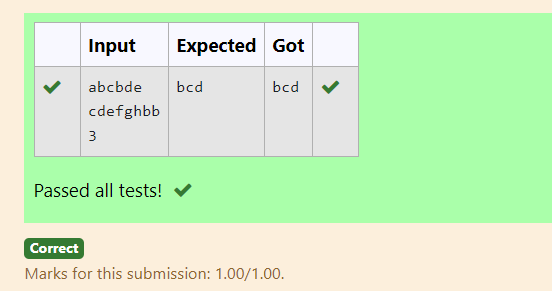 Input Expected Got
abcbde bcd bcd
cdefghbb
3
Passed all tests!
Correct
Marks for this submission: 1.00/1.00.